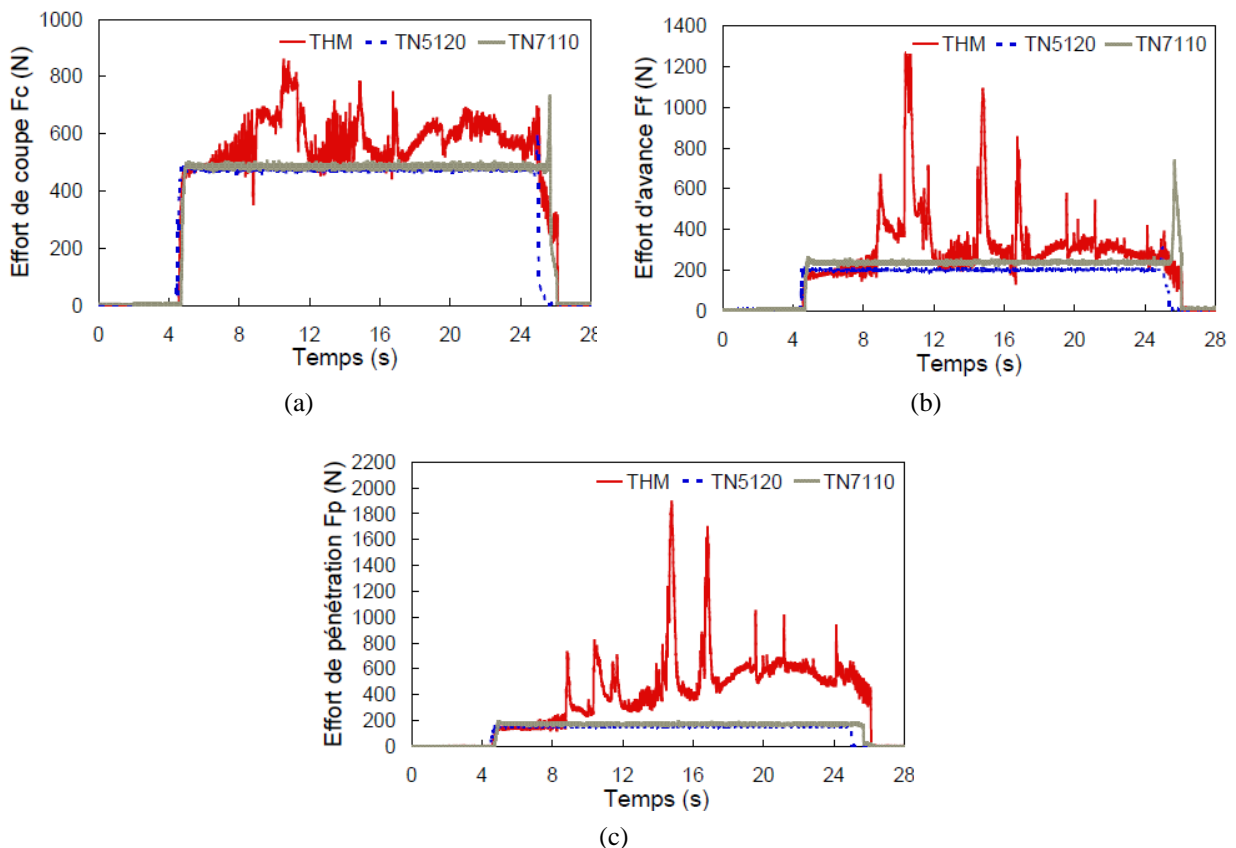 Effort de coupe Fc (N)
1000
800
600
400
200
0
THM TN5120 TN7110
0 4 8 12 16 20 24 28
Temps (s)
(a)
Effort d'avance Ff (N)
1400
1200
1000
800
600
400
200
0
THM TN5120 TN7110
0 4 8 12 16 20 24 28
Temps (s)
(b)
Effort de pénétration Fp (N)
2200
2000
1800
1600
1400
1200
1000
800
600
400
200
0
THM TN5120 TN7110
0 4 8 12 16 20 24 28
Temps (s)
(c)